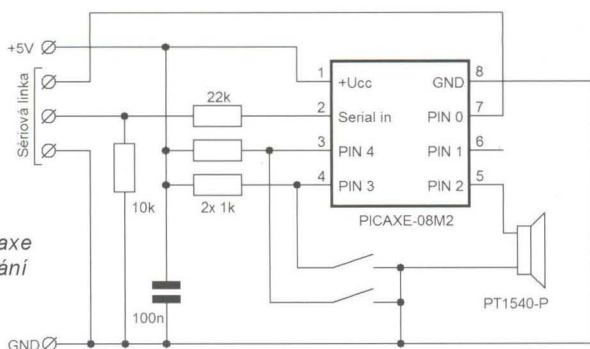 +5V
Sériová linka
GND
10k
100n
22k
2x 1k
1
2
3
4
+Ucc
Serial in
PIN 4
PIN 3
GND
PIN 0
PIN 1
PIN 2
8
7
6
5
PICAXE-08M2
PT1540-P
axe
ání